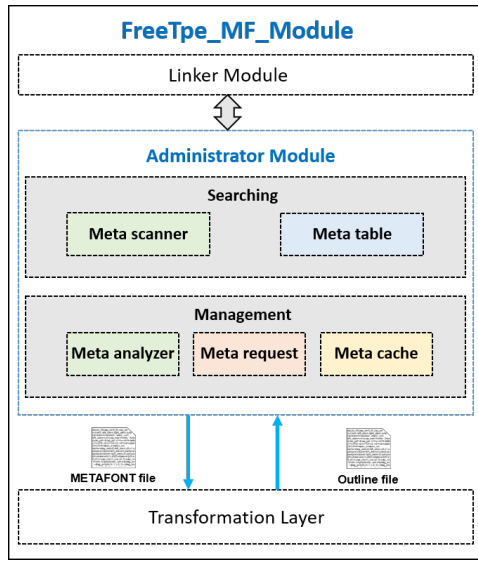 FreeTpe_MF_Module
Linker Module
Administrator Module
Searching
Meta scanner
Meta table
Management
Meta analyzer
Meta request
Meta cache
METAFONT file
Outline file
Transformation Layer